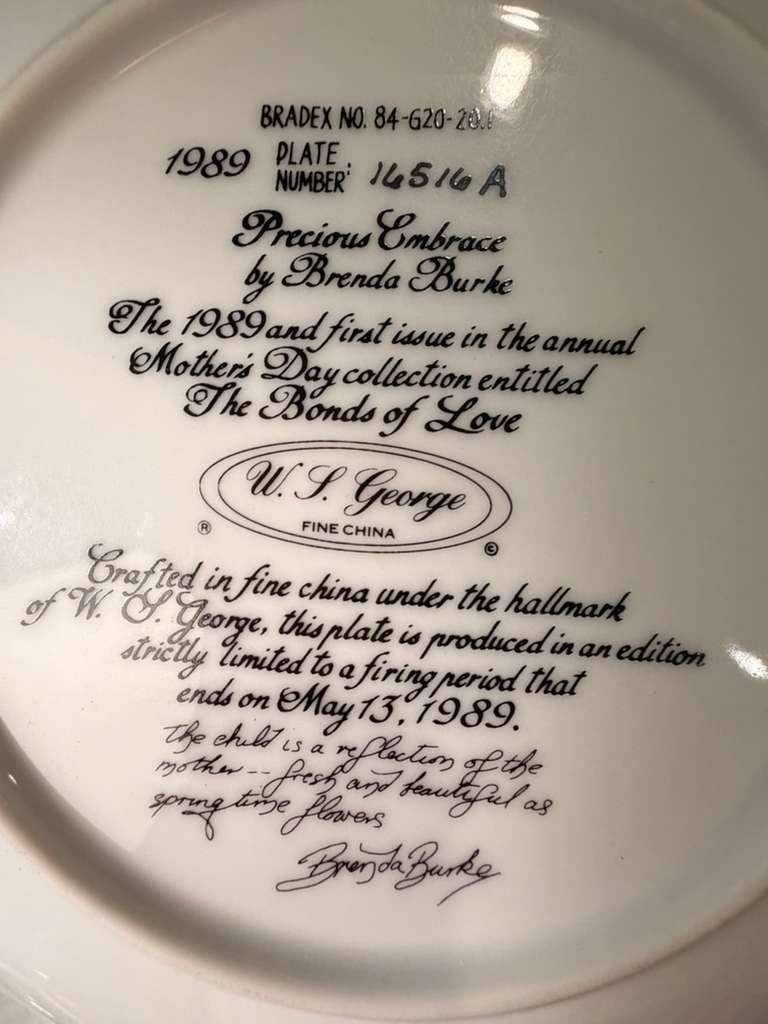 BRADEX NO. 84-G20-20.1
1989 PLATE NUMBER: 16516A
Precious Embrace
by Brenda Burke
The 1989 and first issue in the annual
Mother's Day collection entitled
The Bonds of Love
W. S. George
FINE CHINA
® ©
Crafted in fine china under the hallmark
of W. S. George, this plate is produced in an edition
strictly limited to a firing period that
ends on May 13, 1989.
The child is a reflection of the
mother -- fresh and beautiful as
spring time flowers
Brenda Burke